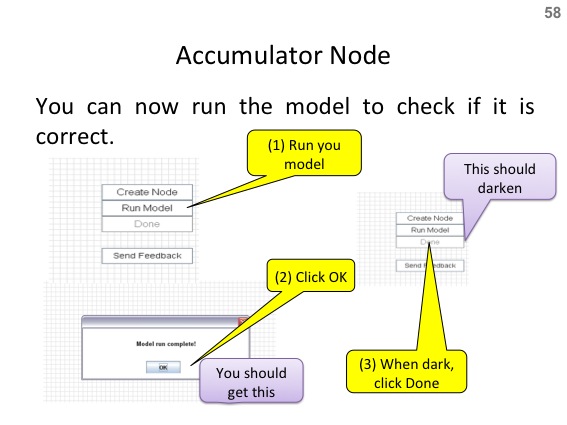 58
Accumulator Node
You can now run the model to check if it is
correct.
(1) Run you
model
This should
darken
Create Node
Run Model
Done
Send Feedback
Create Node
Run Model
Done
Send Feedback
(2) Click OK
Model run complete!
OK
You should
get this
(3) When dark,
click Done